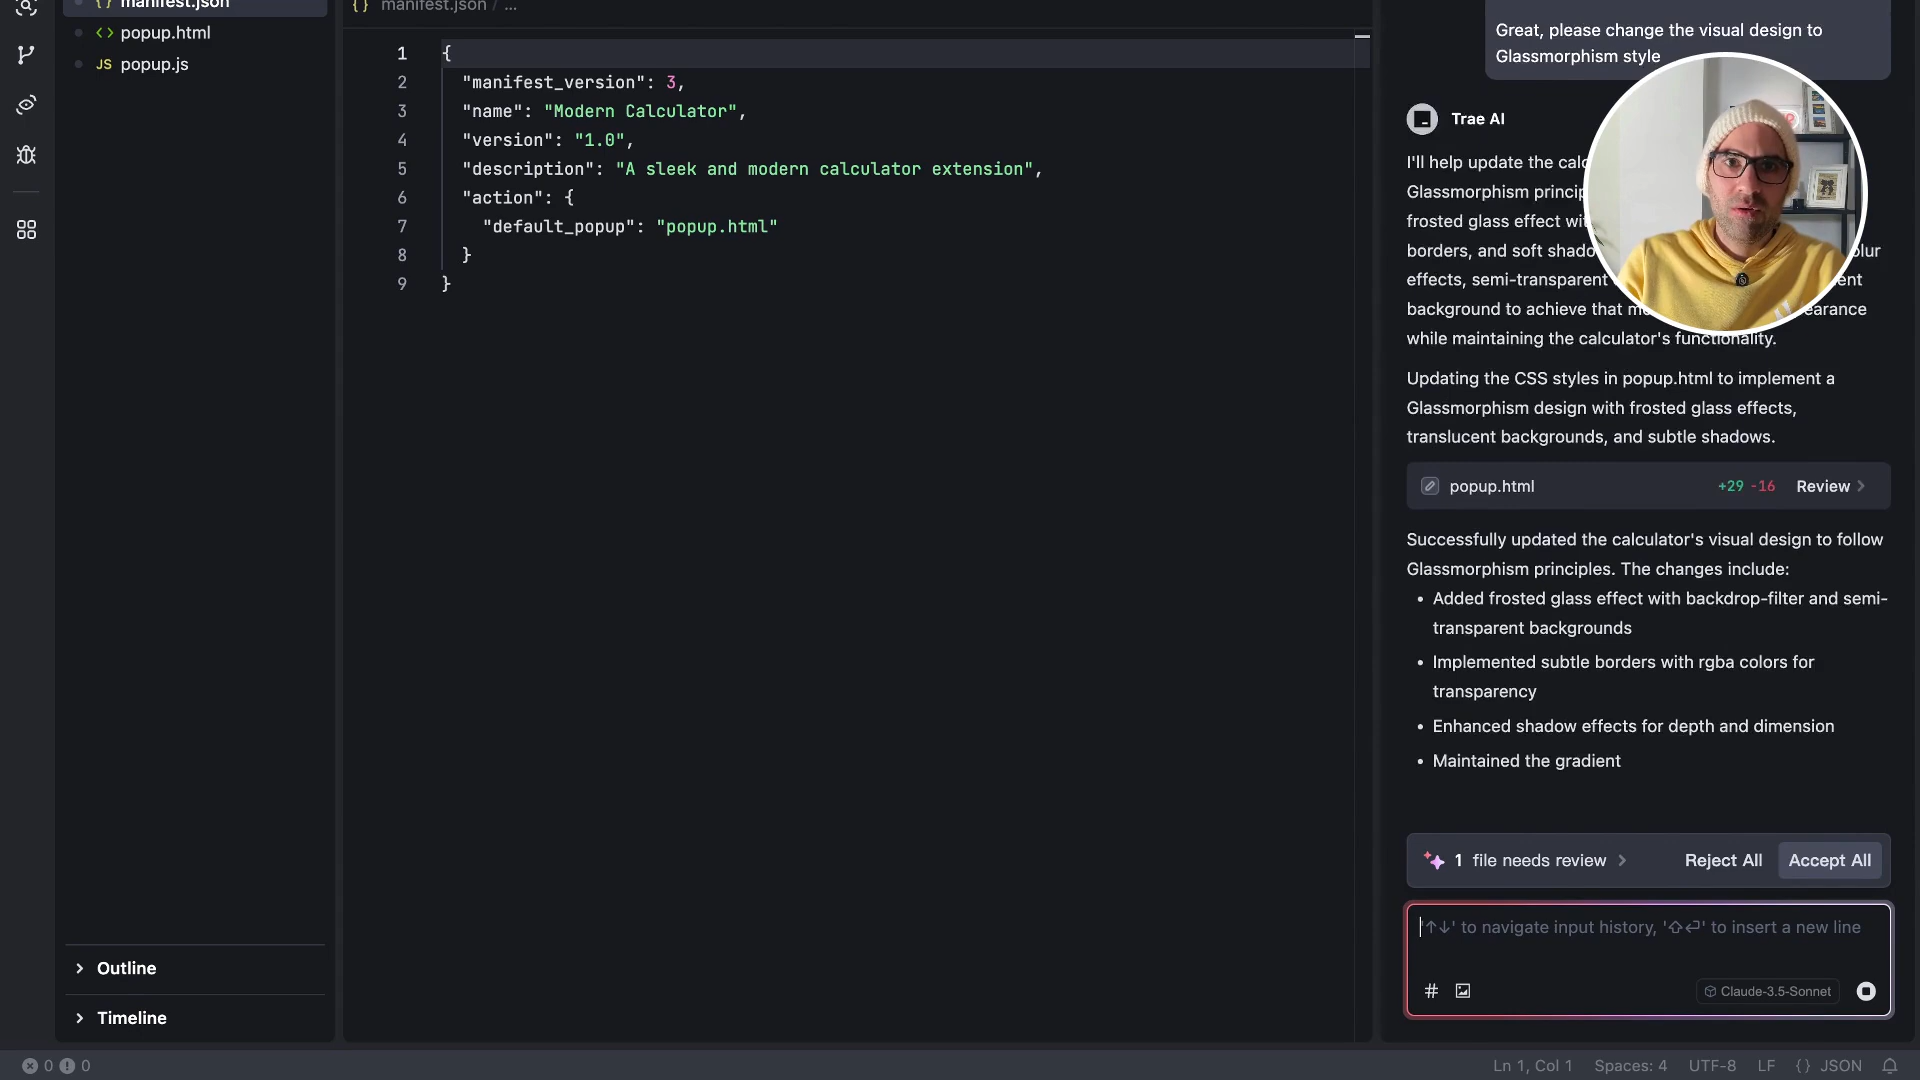 manifest.json
popup.html
JS popup.js
Outline
Timeline
manifest.json / ...
1 {
2 "manifest_version": 3,
3 "name": "Modern Calculator",
4 "version": "1.0",
5 "description": "A sleek and modern calculator extension",
6 "action": {
7 "default_popup": "popup.html"
8 }
9 }
Great, please change the visual design to
Glassmorphism style
Trae AI
I'll help update the
Glassmorphism
frosted glass effect
borders, and soft
effects, semi-transparent
background to achieve that
while maintaining the calculator's functionality.
Updating the CSS styles in popup.html to implement a
Glassmorphism design with frosted glass effects,
translucent backgrounds, and subtle shadows.
popup.html +29 -16 Review
Successfully updated the calculator's visual design to follow
Glassmorphism principles. The changes include:
• Added frosted glass effect with backdrop-filter and semi-
transparent backgrounds
• Implemented subtle borders with rgba colors for
transparency
• Enhanced shadow effects for depth and dimension
• Maintained the gradient
1 file needs review Reject All Accept All
'↑↓' to navigate input history, '⇧⏎' to insert a new line
# Claude-3.5-Sonnet
0 0
Ln 1, Col 1 Spaces: 4 UTF-8 LF {} JSON